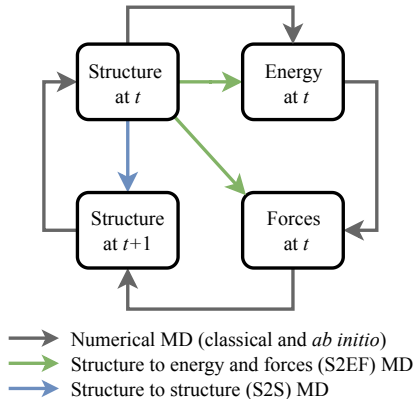 Structure
at t
Energy
at t
Structure
at t+1
Forces
at t
Numerical MD (classical and ab initio)
Structure to energy and forces (S2EF) MD
Structure to structure (S2S) MD